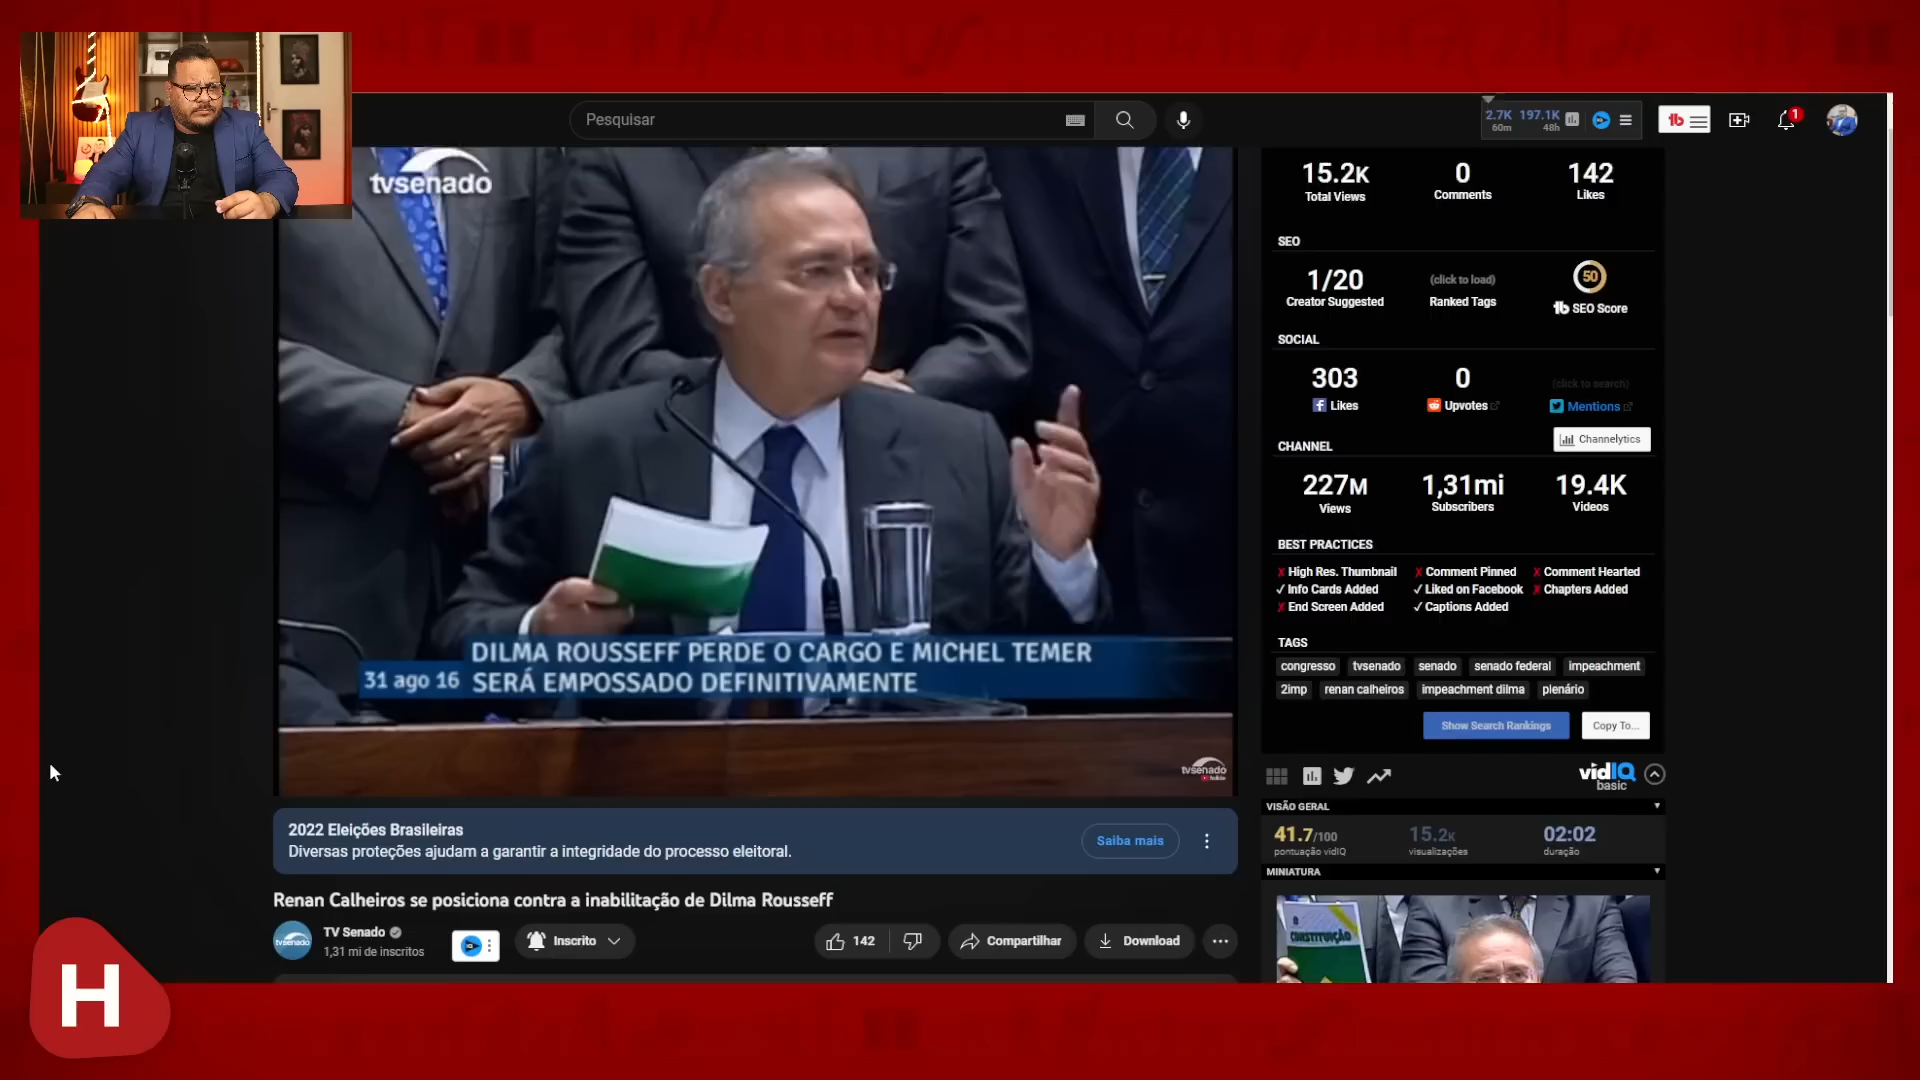 Pesquisar
2.7K 197.1K
60m 48h
1
tvsenado
DILMA ROUSSEFF PERDE O CARGO E MICHEL TEMER
31 ago 16 SERÁ EMPOSSADO DEFINITIVAMENTE
tvsenado
2022 Eleições Brasileiras
Diversas proteções ajudam a garantir a integridade do processo eleitoral.
Saiba mais
Renan Calheiros se posiciona contra a inabilitação de Dilma Rousseff
tvsenado
TV Senado
1,31 mi de inscritos
Inscrito
142
Compartilhar
Download
H
15.2K 0 142
Total Views Comments Likes
SEO
1/20 (click to load) 50
Creator Suggested Ranked Tags tb SEO Score
SOCIAL
303 0 (click to search)
Likes Upvotes Mentions
CHANNEL Channelytics
227M 1,31mi 19.4K
Views Subscribers Videos
BEST PRACTICES
High Res. Thumbnail Comment Pinned Comment Hearted
Info Cards Added Liked on Facebook Chapters Added
End Screen Added Captions Added
TAGS
congresso tvsenado senado senado federal impeachment
2imp renan calheiros impeachment dilma plenário
Show Search Rankings Copy To...
vidIQ
basic
VISÃO GERAL
41.7/100 15.2K 02:02
pontuação vidIQ visualizações duração
MINIATURA
CONSTITUIÇÃO